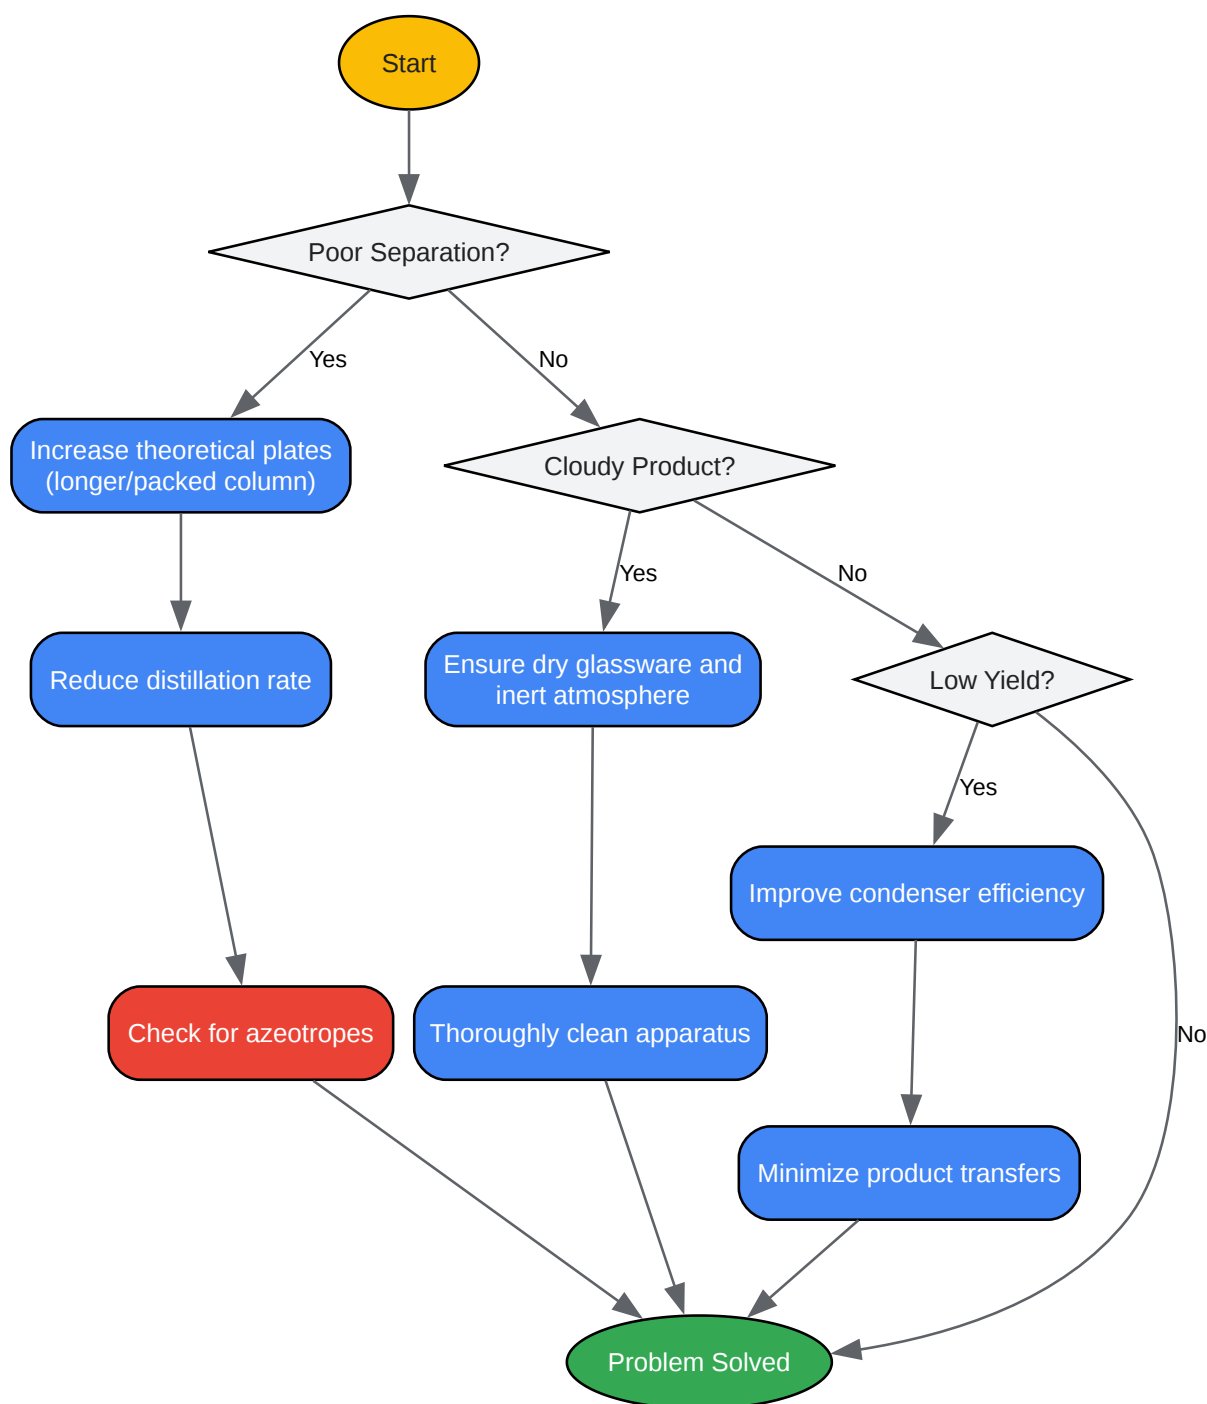 Start
Poor Separation?
Yes
No
Increase theoretical plates
(longer/packed column)
Cloudy Product?
Yes
No
Reduce distillation rate
Ensure dry glassware and
inert atmosphere
Low Yield?
Yes
Improve condenser efficiency
Check for azeotropes
Thoroughly clean apparatus
No
Minimize product transfers
Problem Solved